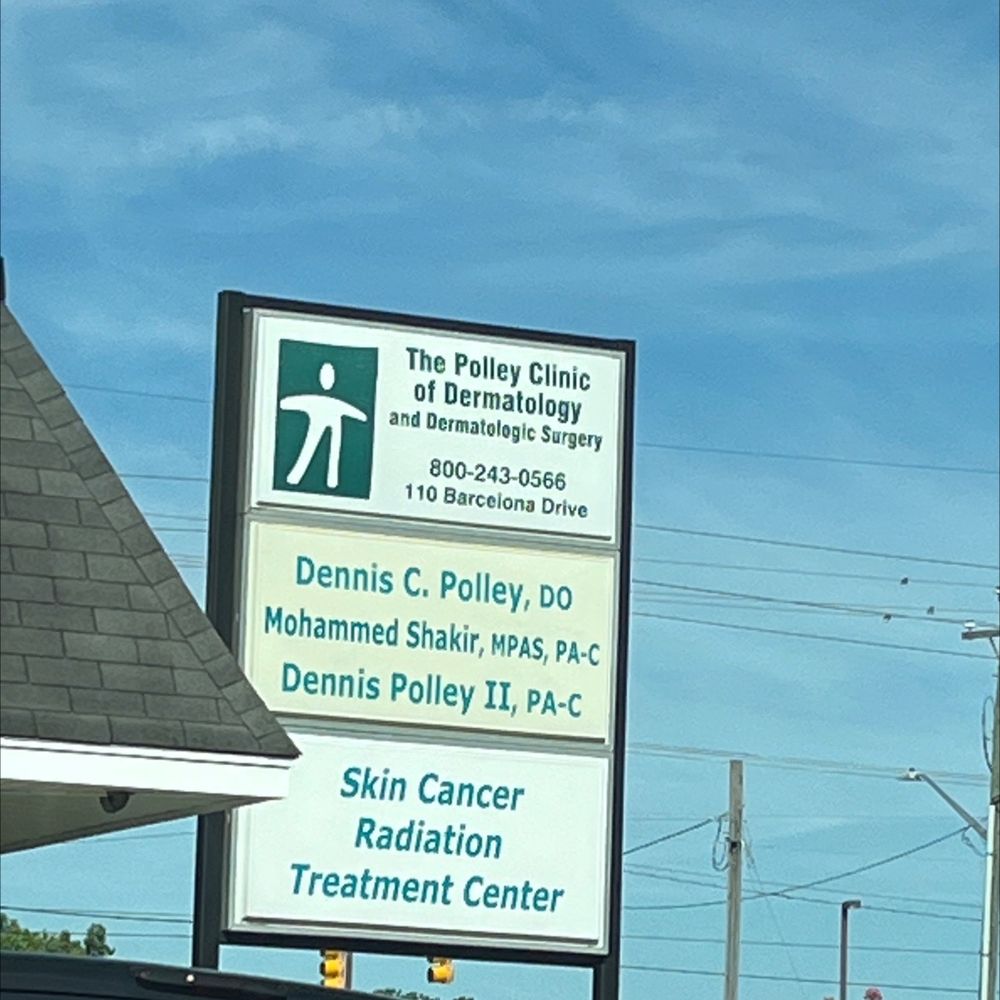 The Polley Clinic
of Dermatology
and Dermatologic Surgery
800-243-0566
110 Barcelona Drive
Dennis C. Polley, DO
Mohammed Shakir, MPAS, PA-C
Dennis Polley II, PA-C
Skin Cancer
Radiation
Treatment Center